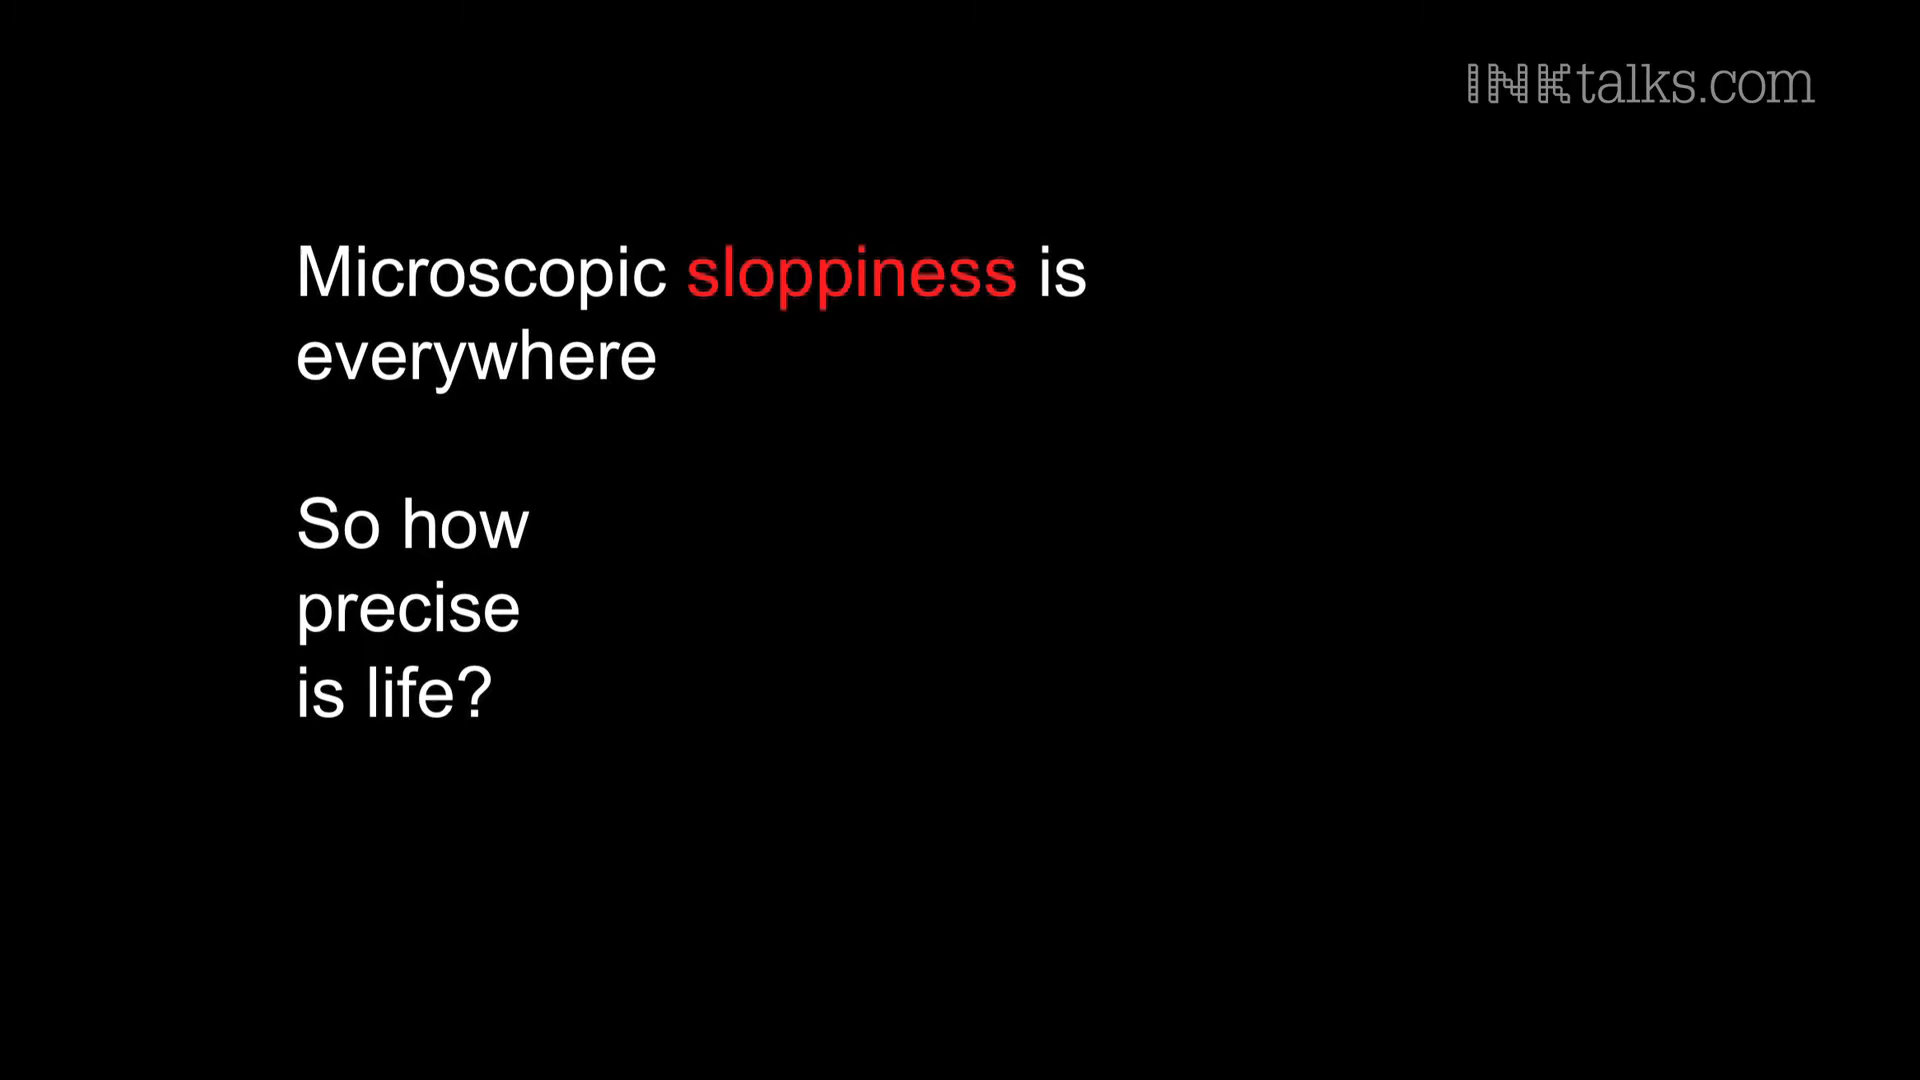 INKtalks.com
Microscopic sloppiness is
everywhere
So how
precise
is life?